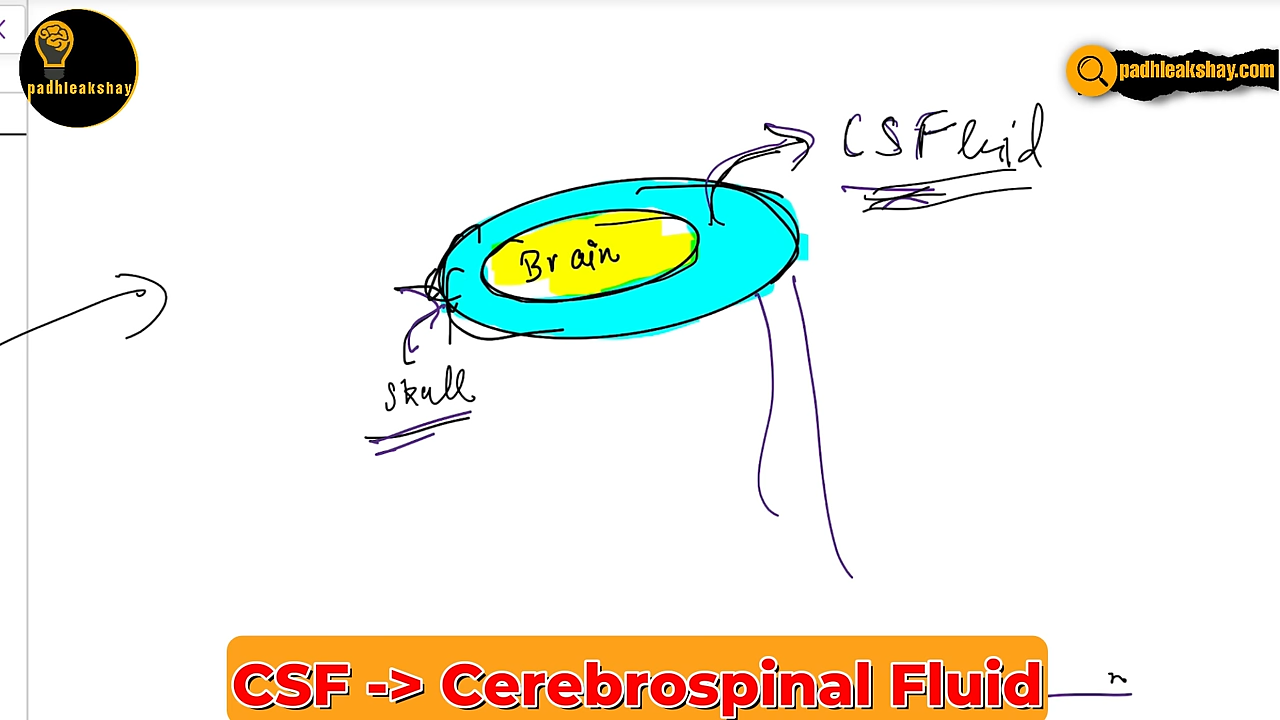 padhleakshay
padhleakshay.com
CSFluid
Brain
skull
CSF -> Cerebrospinal Fluid
n